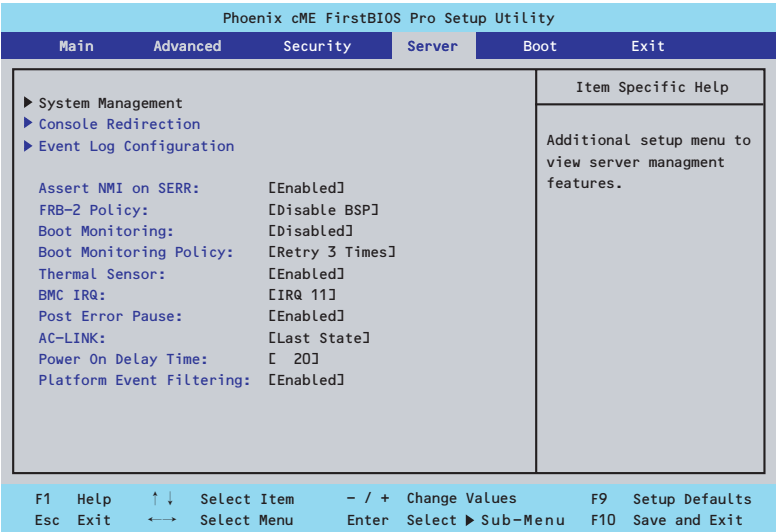 Phoenix cME FirstBIOS Pro Setup Utility
Main Advanced Security Server Boot Exit
Item Specific Help
▶ System Management
▶ Console Redirection
▶ Event Log Configuration
Additional setup menu to
view server managment
features.
Assert NMI on SERR: [Enabled]
FRB-2 Policy: [Disable BSP]
Boot Monitoring: [Disabled]
Boot Monitoring Policy: [Retry 3 Times]
Thermal Sensor: [Enabled]
BMC IRQ: [IRQ 11]
Post Error Pause: [Enabled]
AC-LINK: [Last State]
Power On Delay Time: [ 20]
Platform Event Filtering: [Enabled]
F1 Help ↑↓ Select Item - / + Change Values F9 Setup Defaults
Esc Exit ←→ Select Menu Enter Select ▶ Sub-Menu F10 Save and Exit